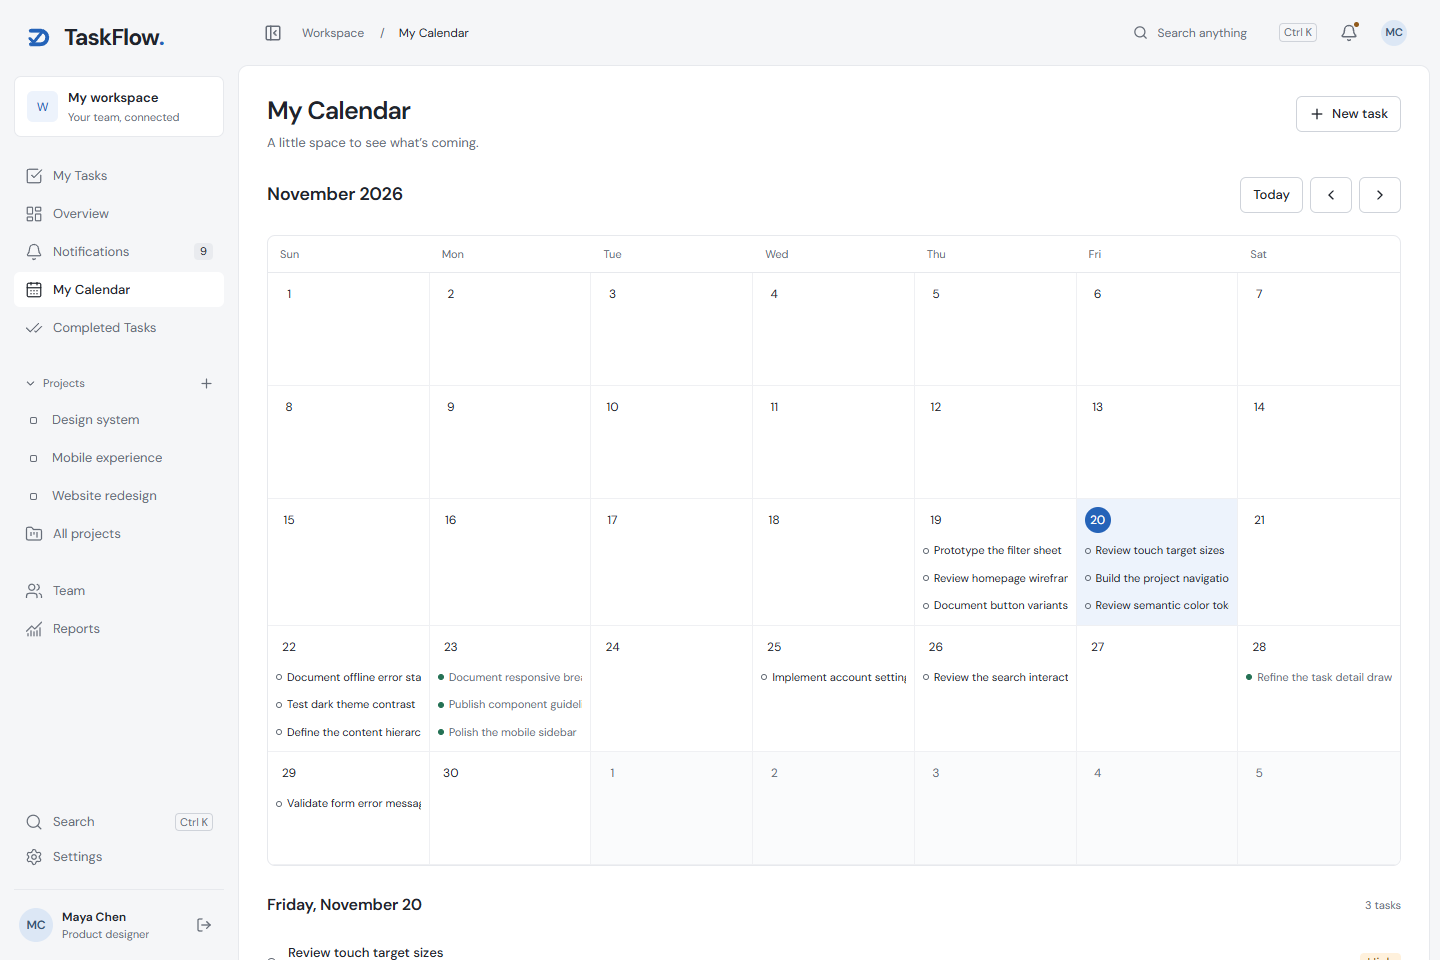 TaskFlow.
Workspace / My Calendar
Search anything
Ctrl K
MC
W
My workspace
Your team, connected
My Tasks
Overview
Notifications
9
My Calendar
Completed Tasks
Projects
Design system
Mobile experience
Website redesign
All projects
Team
Reports
Search
Ctrl K
Settings
MC
Maya Chen
Product designer
My Calendar
A little space to see what's coming.
New task
November 2026
Today
Sun Mon Tue Wed Thu Fri Sat
1 2 3 4 5 6 7
8 9 10 11 12 13 14
15 16 17 18 19 20 21
Prototype the filter sheet
Review homepage wirefrar
Document button variants
Review touch target sizes
Build the project navigatio
Review semantic color tok
22 23 24 25 26 27 28
Document offline error sta
Test dark theme contrast
Define the content hierarc
Document responsive brea
Publish component guidel
Polish the mobile sidebar
Implement account setting
Review the search interact
Refine the task detail draw
29 30 1 2 3 4 5
Validate form error messag
Friday, November 20
3 tasks
Review touch target sizes